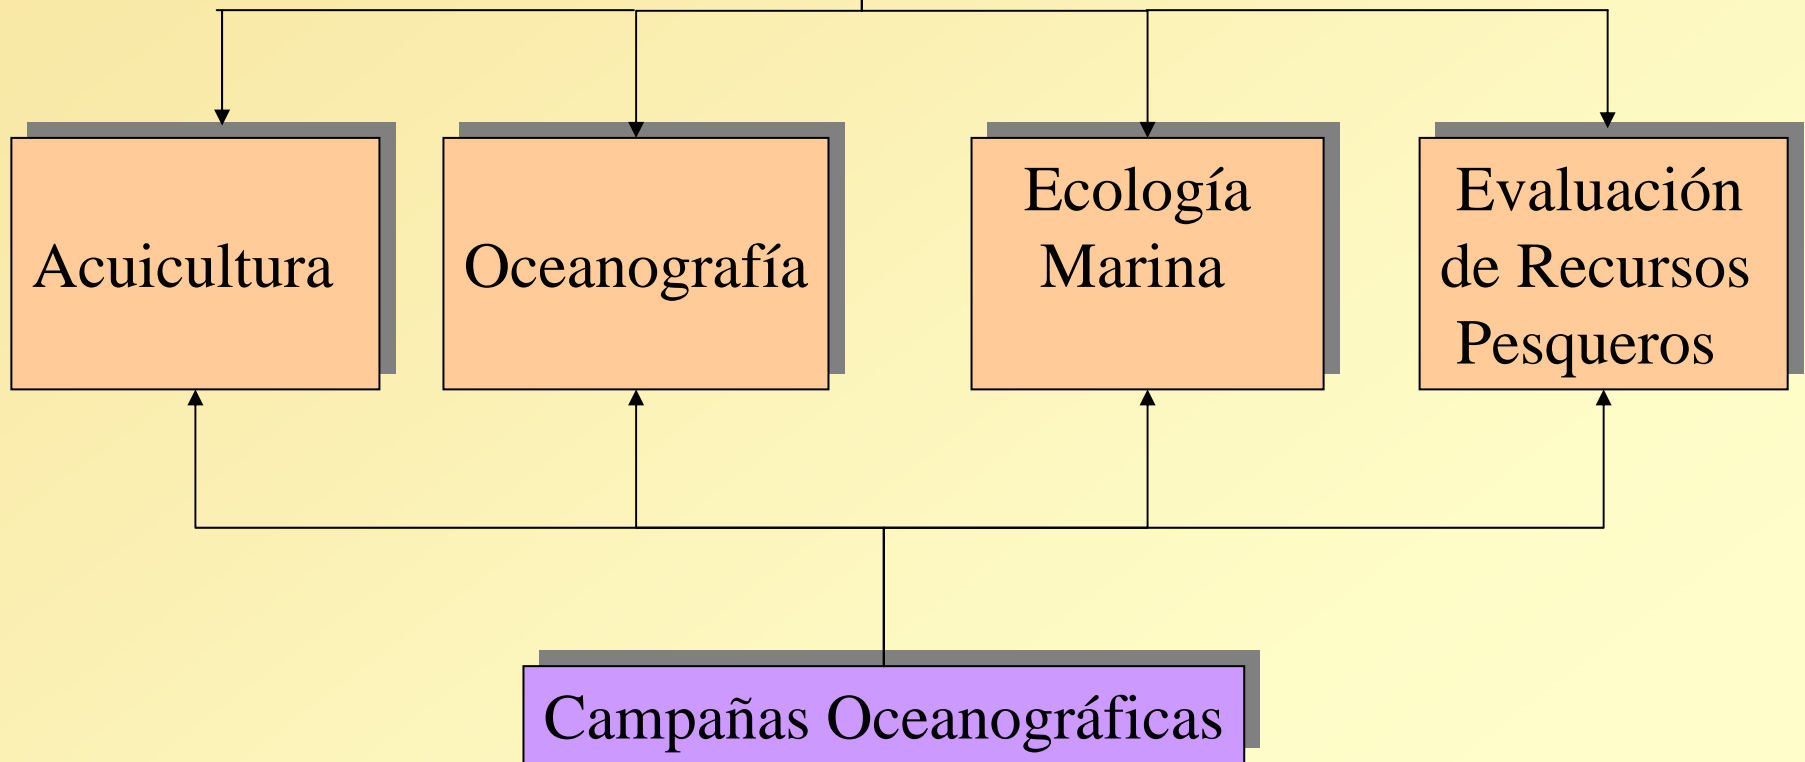 Acuicultura
Oceanografía
Ecología
Marina
Evaluación
de Recursos
Pesqueros
Campañas Oceanográficas